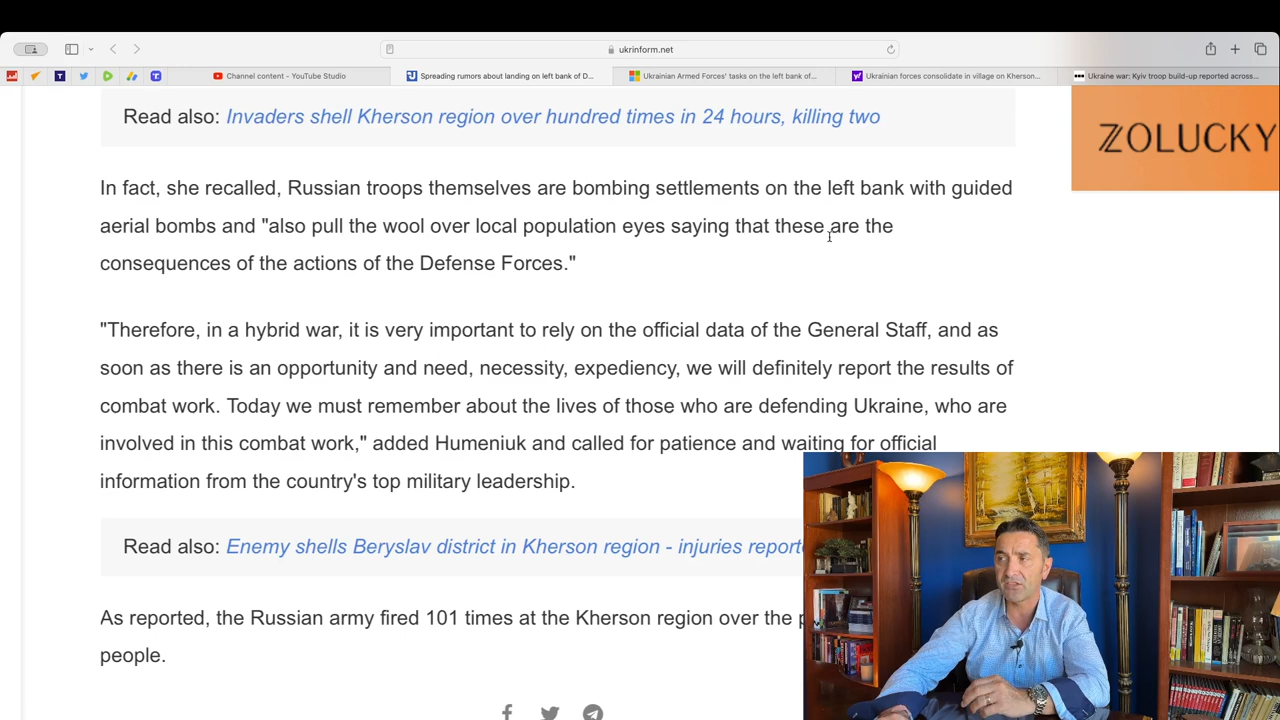 ukrinform.net
Channel content - YouTube Studio
Spreading rumors about landing on left bank of D...
Ukrainian Armed Forces' tasks on the left bank of...
Ukrainian forces consolidate in village on Kherson...
Ukraine war: Kyiv troop build-up reported across...
Read also: Invaders shell Kherson region over hundred times in 24 hours, killing two
ZOLUCKY
In fact, she recalled, Russian troops themselves are bombing settlements on the left bank with guided
aerial bombs and "also pull the wool over local population eyes saying that these are the
consequences of the actions of the Defense Forces."
"Therefore, in a hybrid war, it is very important to rely on the official data of the General Staff, and as
soon as there is an opportunity and need, necessity, expediency, we will definitely report the results of
combat work. Today we must remember about the lives of those who are defending Ukraine, who are
involved in this combat work," added Humeniuk and called for patience and waiting for official
information from the country's top military leadership.
Read also: Enemy shells Beryslav district in Kherson region - injuries report
As reported, the Russian army fired 101 times at the Kherson region over the
people.